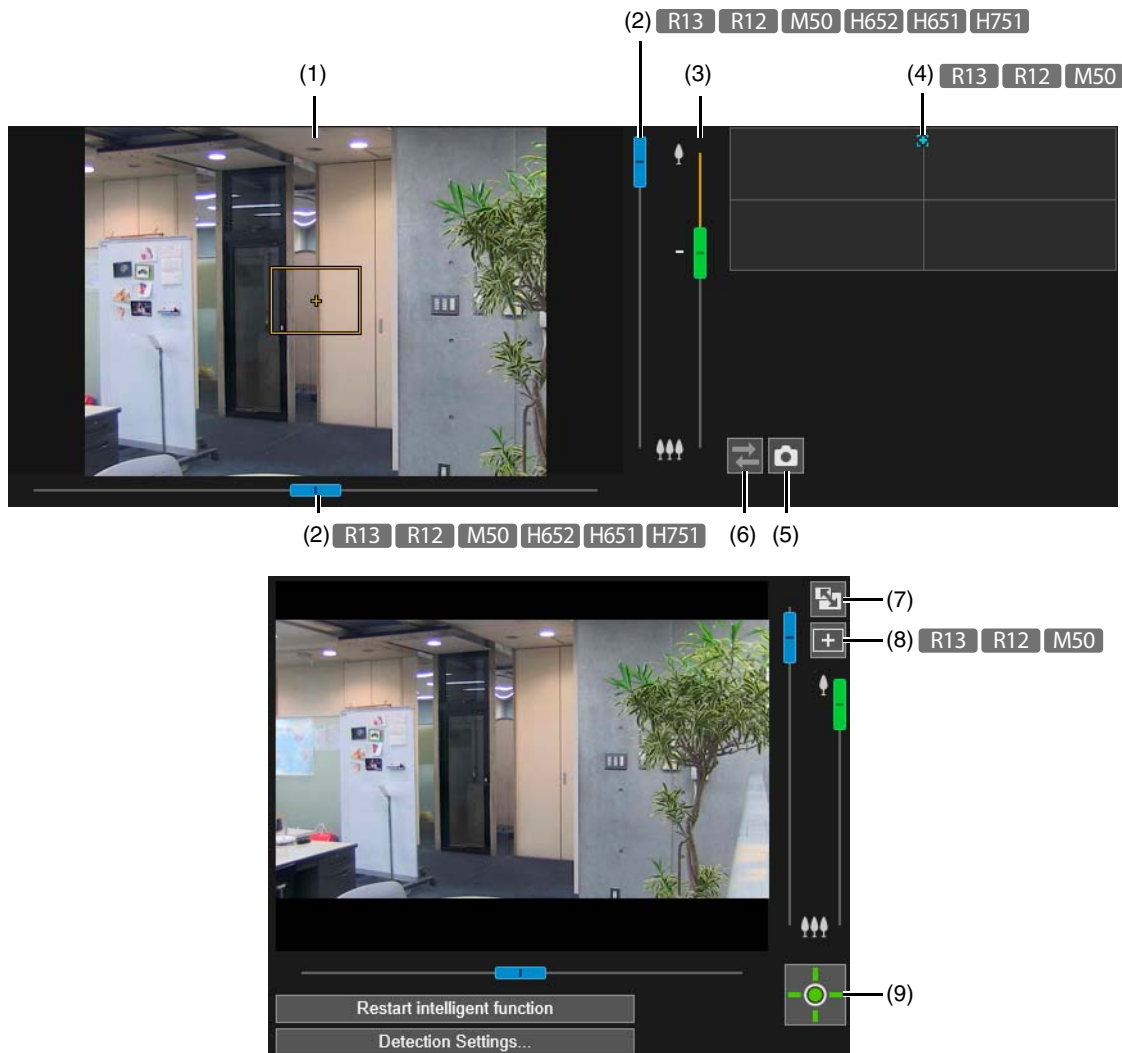 (2) R13 R12 M50 H652 H651 H751
(1) (3) (4) R13 R12 M50
(2) R13 R12 M50 H652 H651 H751 (6) (5)
(7)
(8) R13 R12 M50
(9)
Restart intelligent function
Detection Settings...